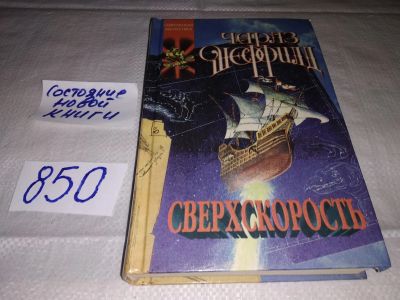 Состояние
новой
книги
850
ЧАРЛЗ
ШЕФФИЛД
СВЕРХСКОРОСТЬ